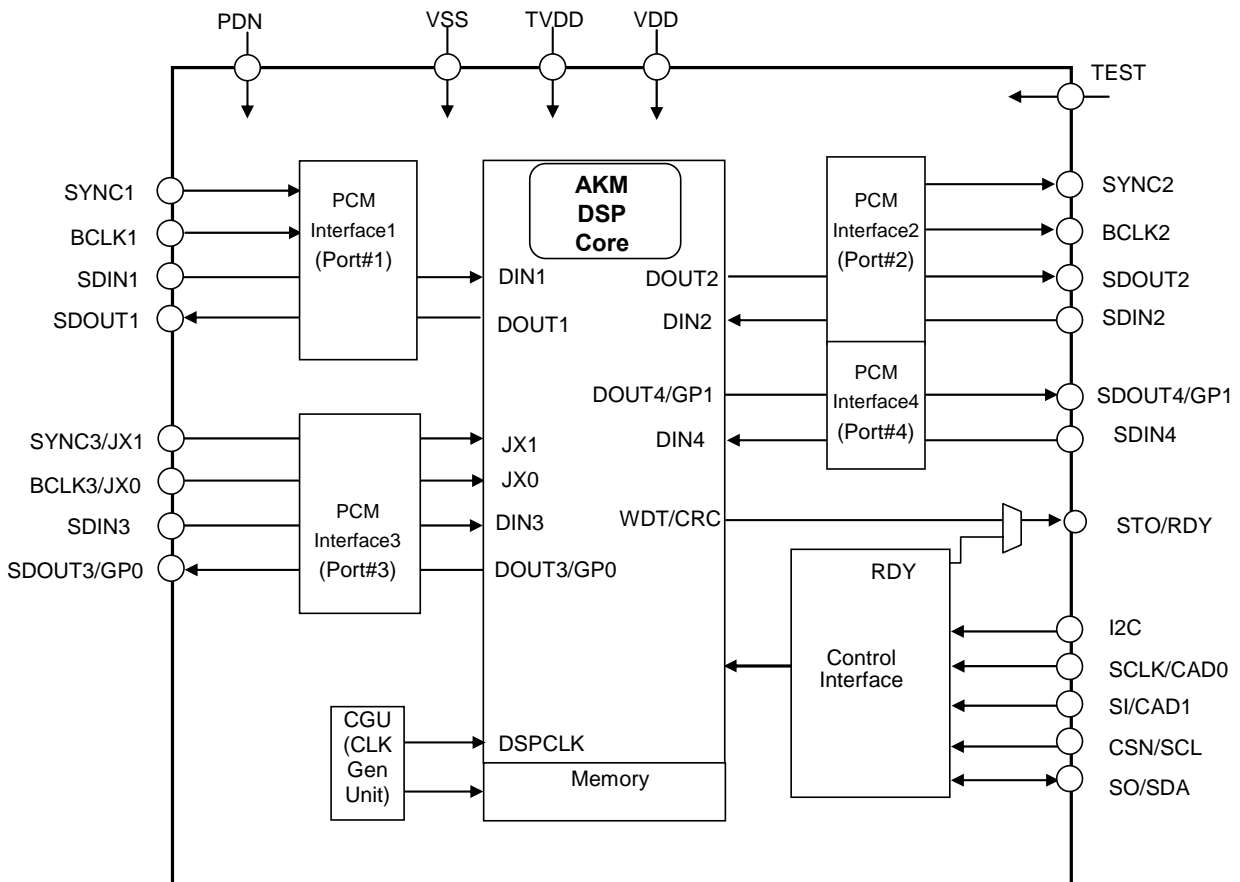 PDN
VSS
TVDD
VDD
TEST
SYNC1
BCLK1
SDIN1
SDOUT1
PCM
Interface1
(Port#1)
AKM
DSP
Core
DIN1
DOUT1
DOUT2
DIN2
PCM
Interface2
(Port#2)
SYNC2
BCLK2
SDOUT2
SDIN2
DOUT4/GP1
DIN4
PCM
Interface4
(Port#4)
SDOUT4/GP1
SDIN4
SYNC3/JX1
BCLK3/JX0
SDIN3
SDOUT3/GP0
PCM
Interface3
(Port#3)
JX1
JX0
DIN3
DOUT3/GP0
WDT/CRC
STO/RDY
RDY
Control
Interface
I2C
SCLK/CAD0
SI/CAD1
CSN/SCL
SO/SDA
CGU
(CLK
Gen
Unit)
DSPCLK
Memory